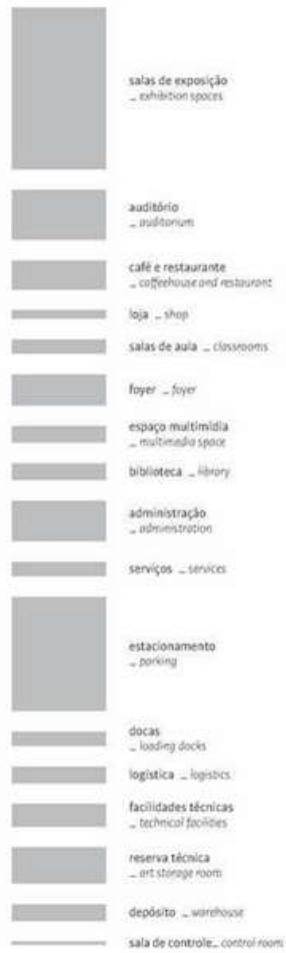 salas de exposição
_ exhibition spaces
auditório
_ auditorium
café e restaurante
_ coffeehouse and restaurant
loja _ shop
salas de aula _ classrooms
foyer _ foyer
espaço multimídia
_ multimedia space
biblioteca _ library
administração
_ administration
serviços _ services
estacionamento
_ parking
docas
_ loading docks
logística _ logistics
facilidades técnicas
_ technical facilities
reserva técnica
_ art storage room
depósito _ warehouse
sala de controle_ control room